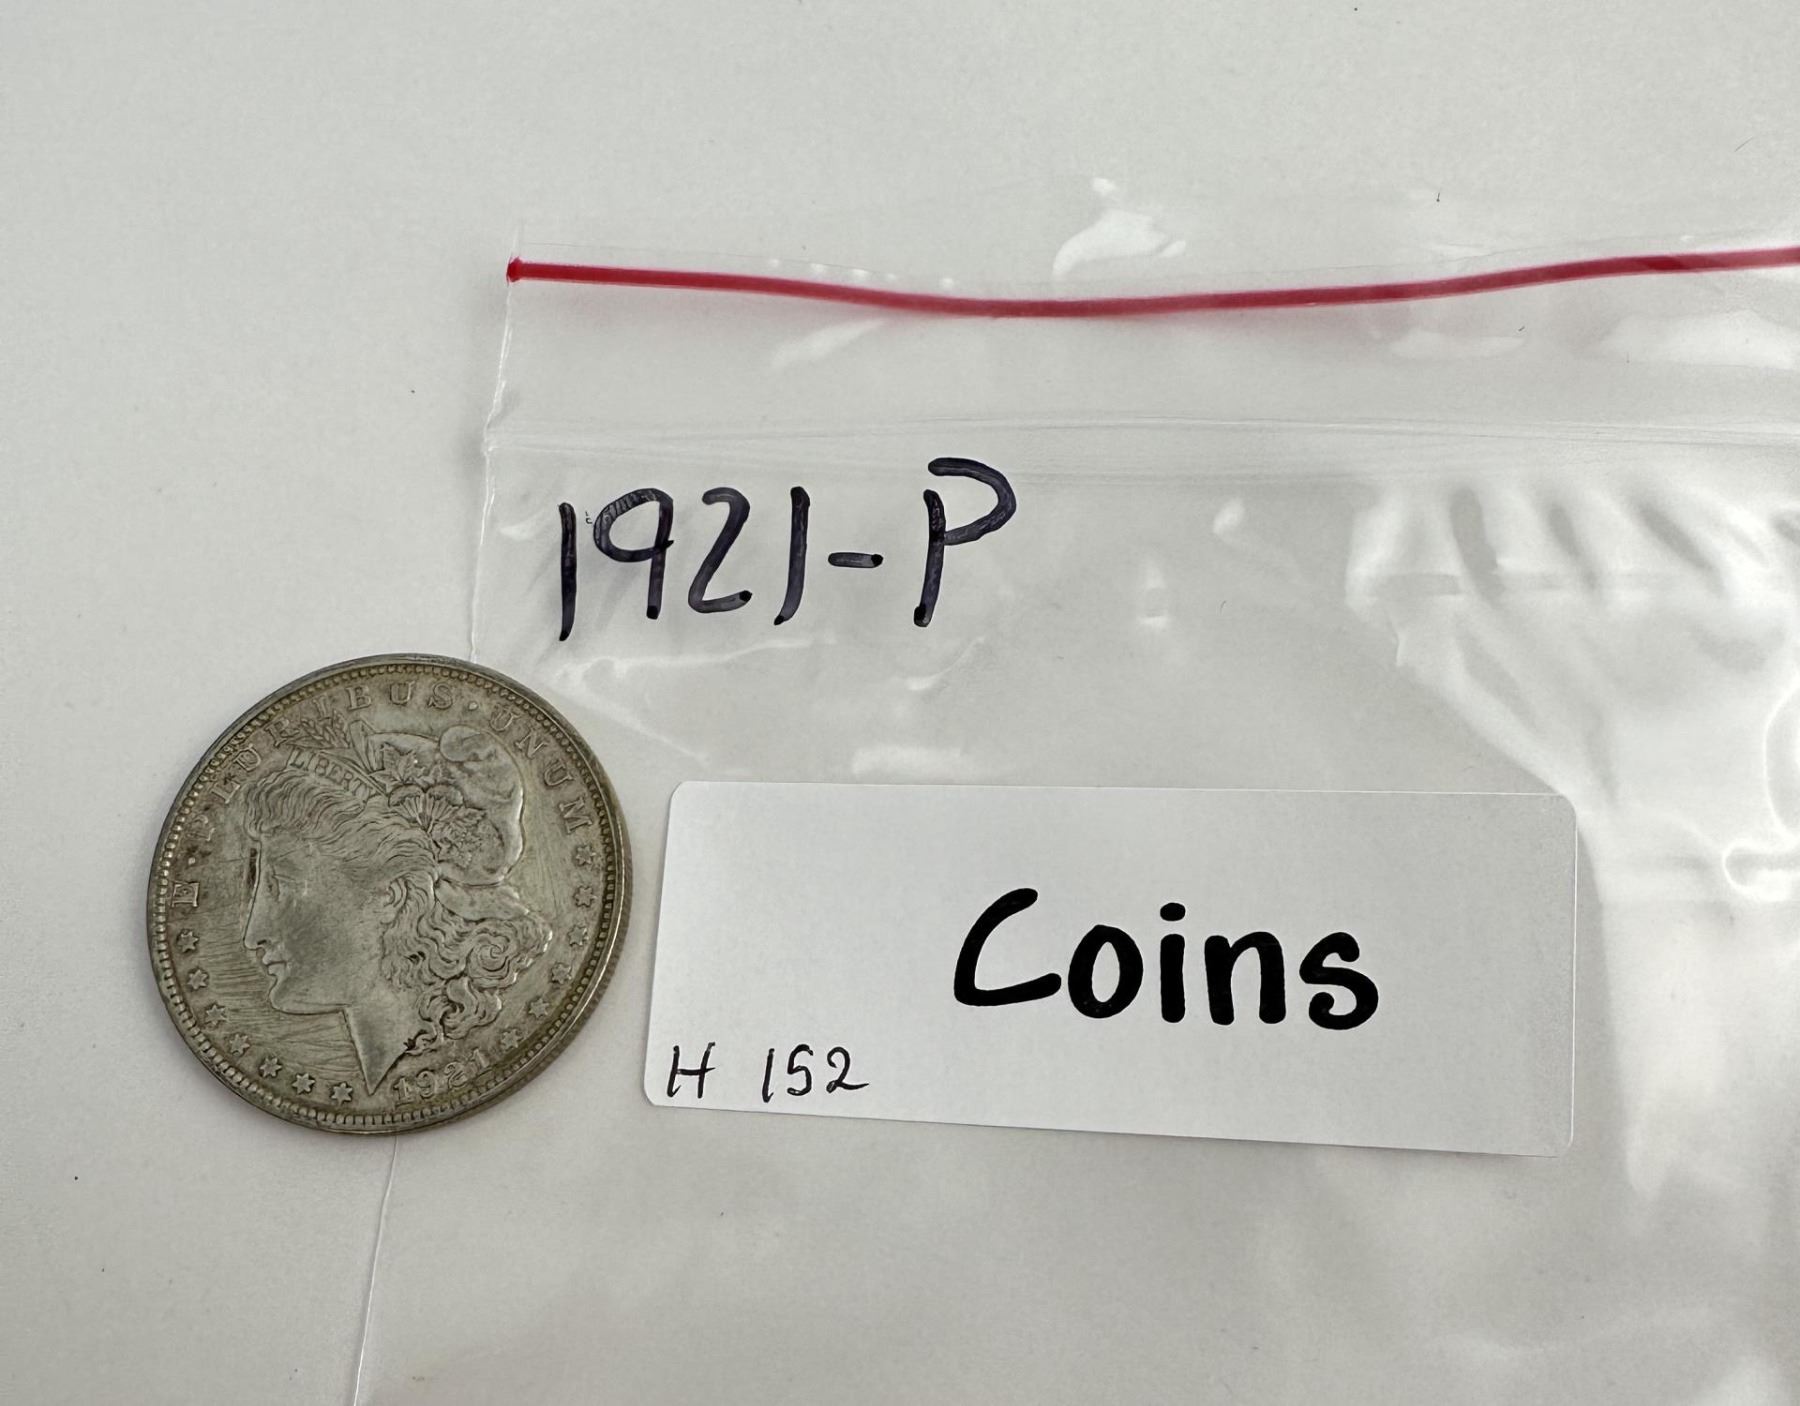 1921-P
E·PLURIBUS·UNUM
LIBERTY
1921
Coins
H 152